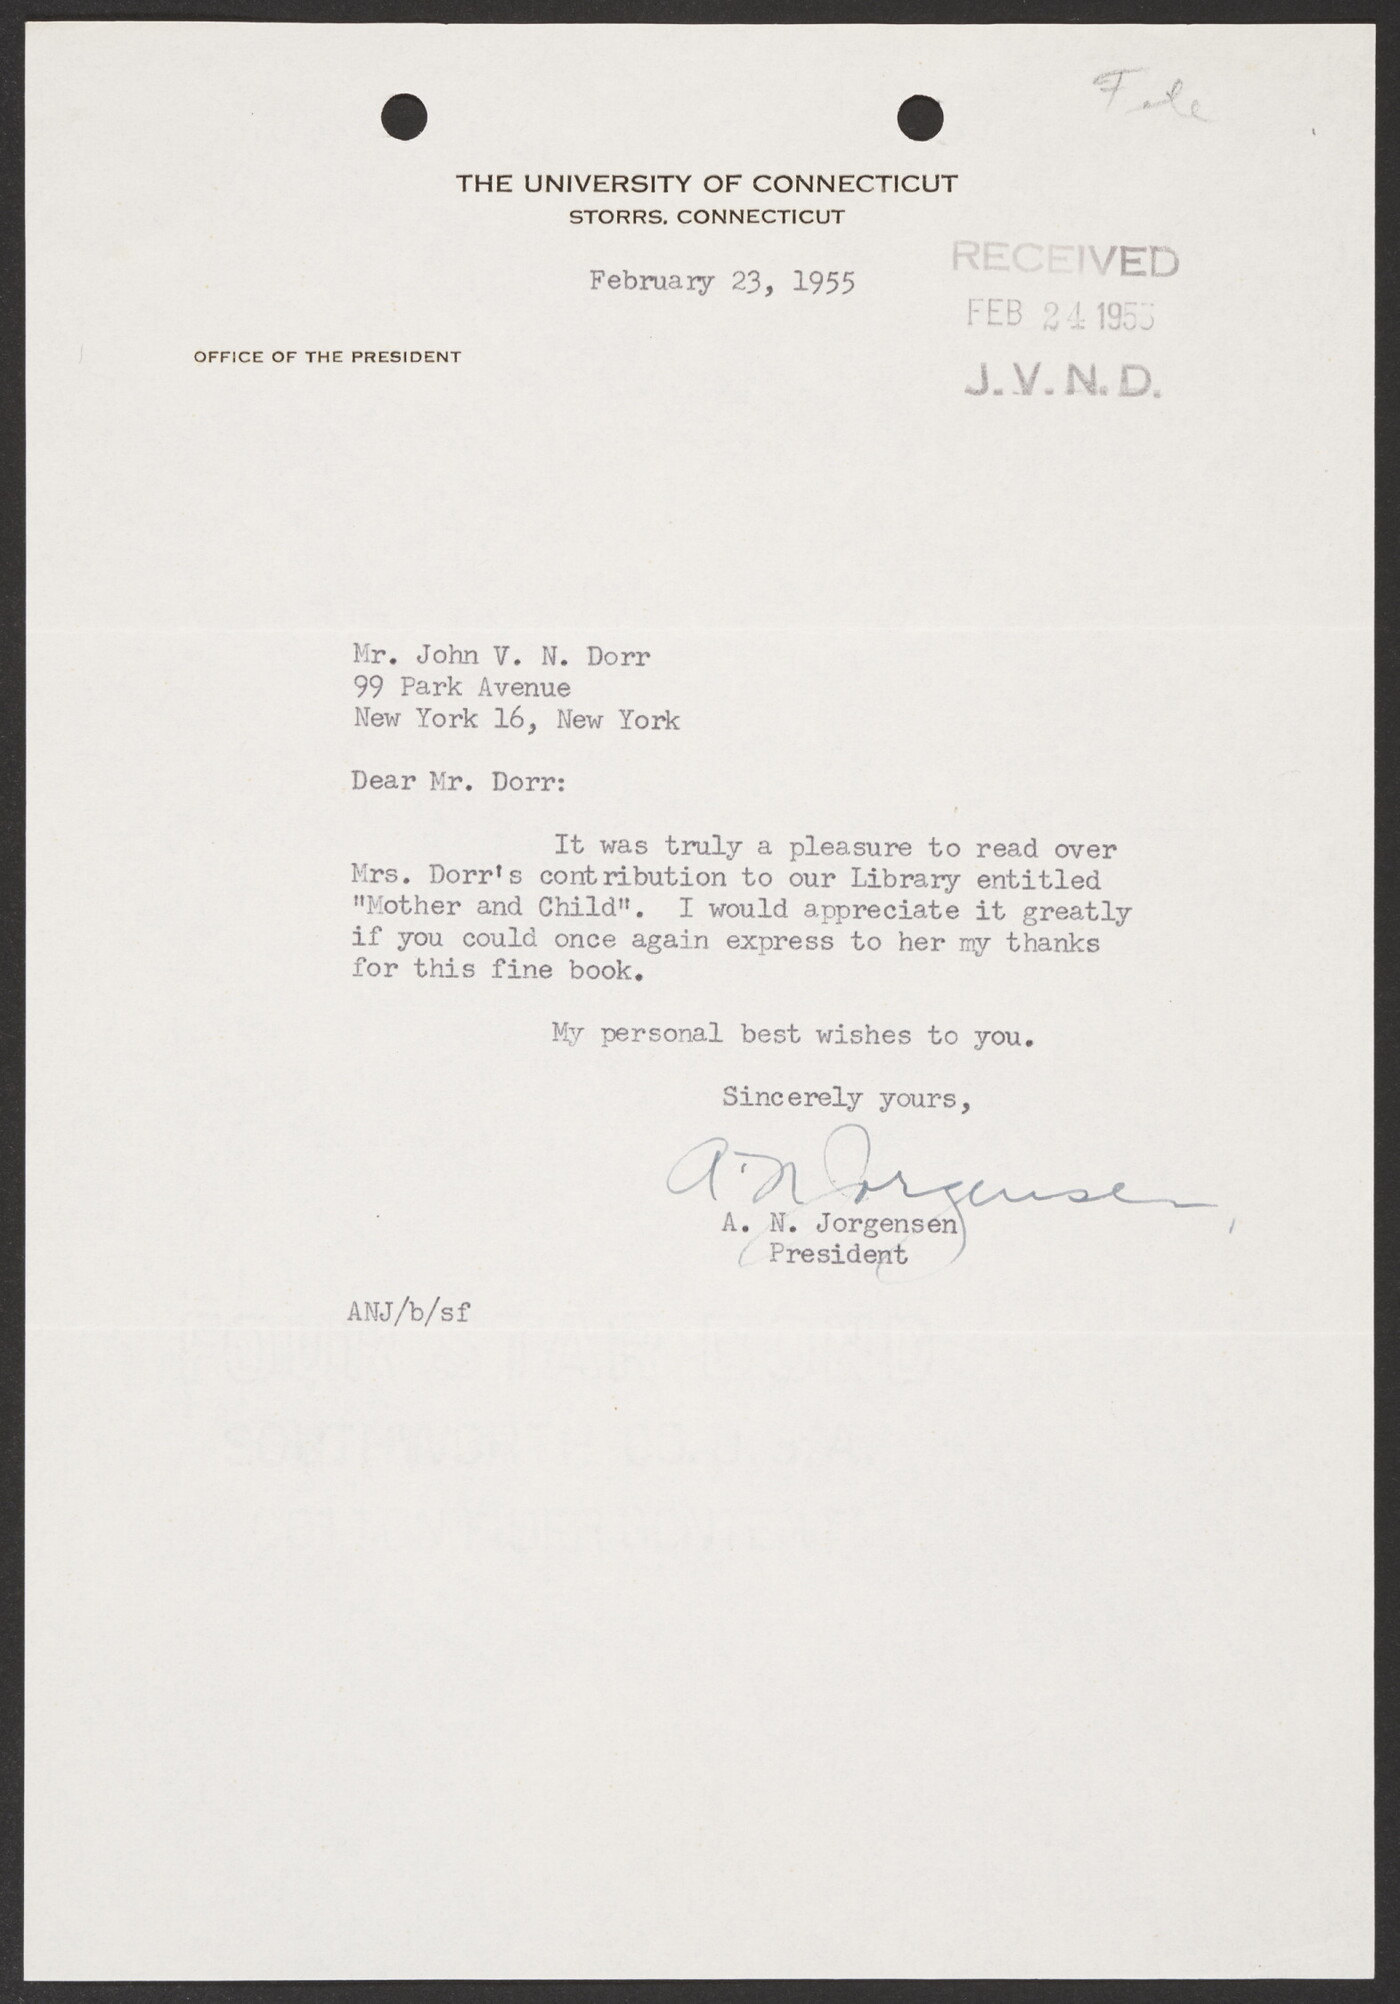 File
THE UNIVERSITY OF CONNECTICUT
STORRS, CONNECTICUT
February 23, 1955
RECEIVED
FEB 24 1955
J.V.N.D.
OFFICE OF THE PRESIDENT
Mr. John V. N. Dorr
99 Park Avenue
New York 16, New York
Dear Mr. Dorr:
It was truly a pleasure to read over
Mrs. Dorr's contribution to our Library entitled
"Mother and Child". I would appreciate it greatly
if you could once again express to her my thanks
for this fine book.
My personal best wishes to you.
Sincerely yours,
A. N. Jorgensen
A. N. Jorgensen
President
ANJ/b/sf